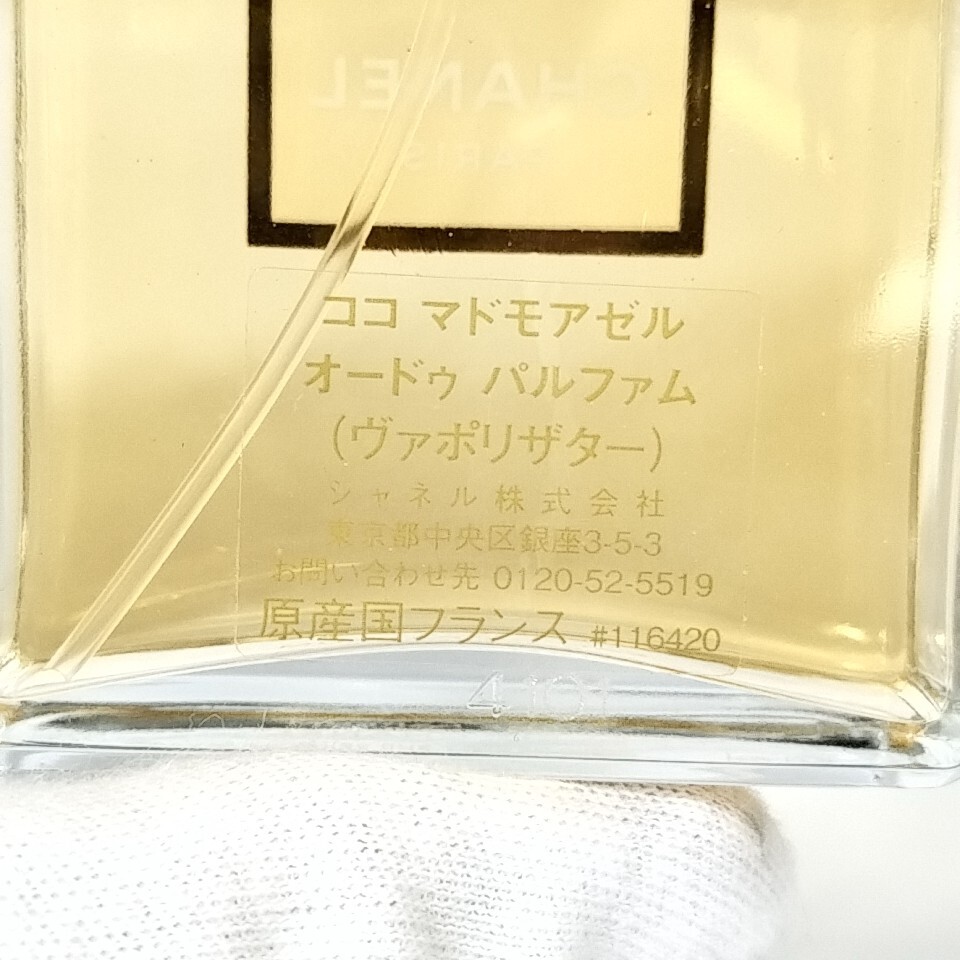 CHANEL
PARIS
ココ マドモアゼル
オードゥ パルファム
(ヴァポリザター)
シャネル株式会社
東京都中央区銀座3-5-3
お問い合わせ先 0120-52-5519
原産国フランス #116420
4101